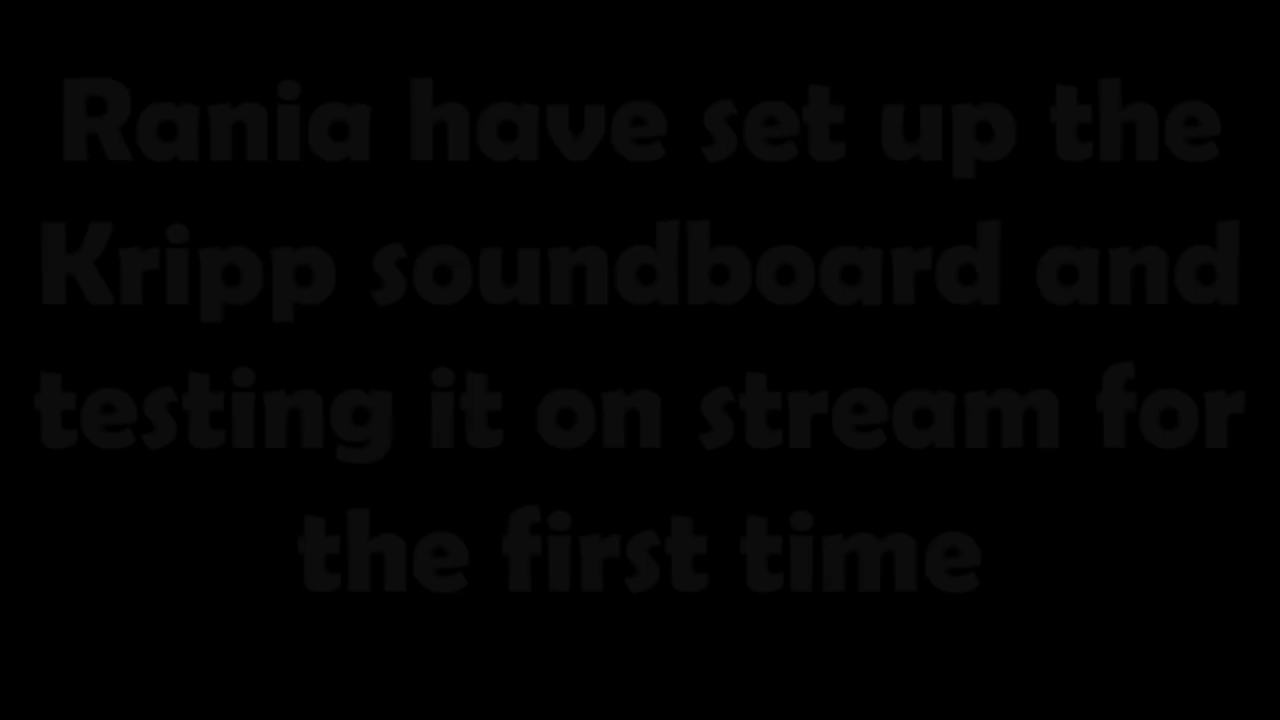 Rania have set up the
Kripp soundboard and
testing it on stream for
the first time